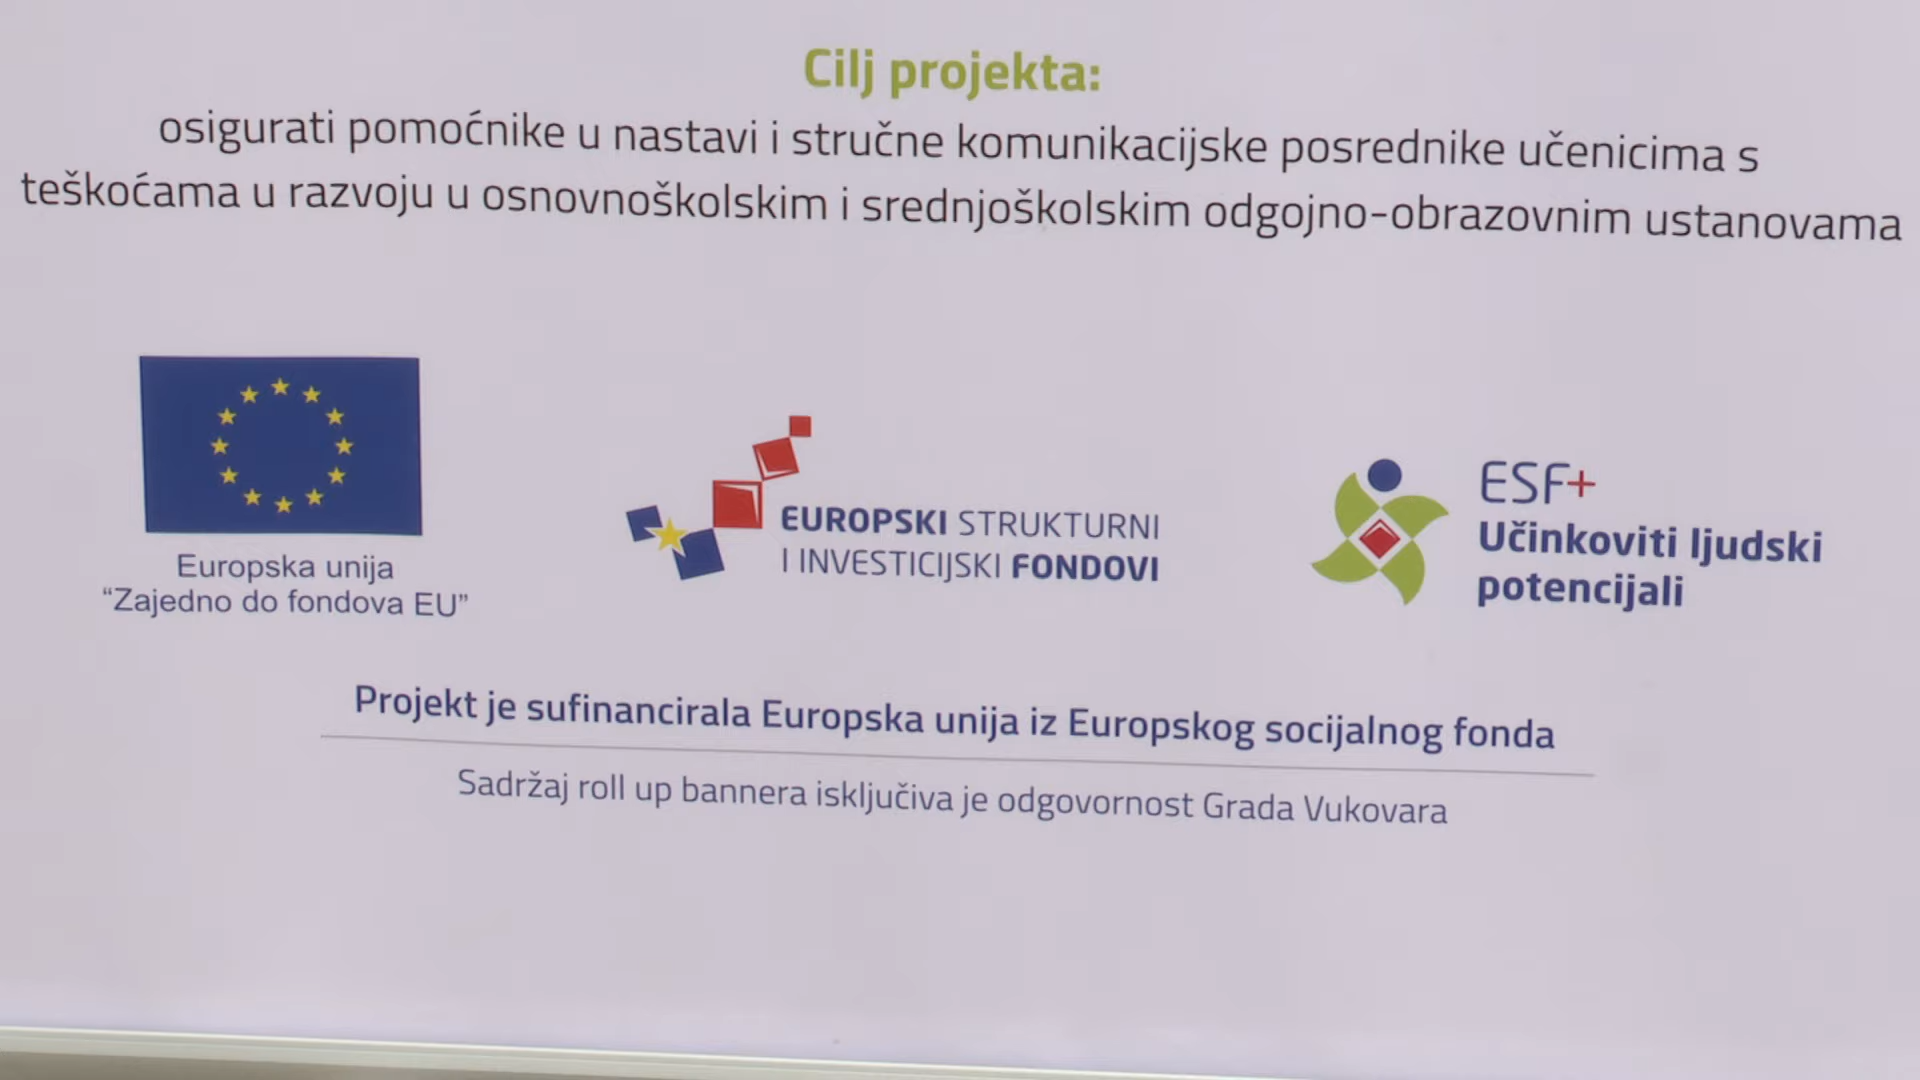 Cilj projekta:
osigurati pomoćnike u nastavi i stručne komunikacijske posrednike učenicima s
teškoćama u razvoju u osnovnoškolskim i srednjoškolskim odgojno-obrazovnim ustanovama
Europska unija
“Zajedno do fondova EU”
EUROPSKI STRUKTURNI
I INVESTICIJSKI FONDOVI
ESF+
Učinkoviti ljudski
potencijali
Projekt je sufinancirala Europska unija iz Europskog socijalnog fonda
Sadržaj roll up bannera isključiva je odgovornost Grada Vukovara